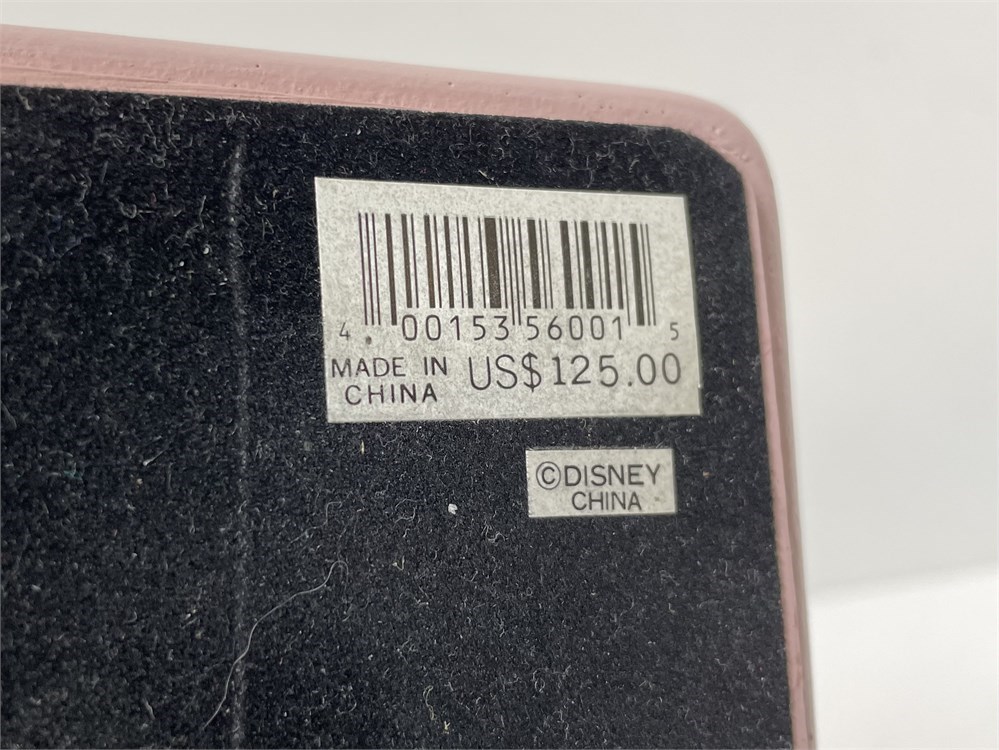 4 00153 56001 5
MADE IN US$125.00
CHINA
©DISNEY
CHINA